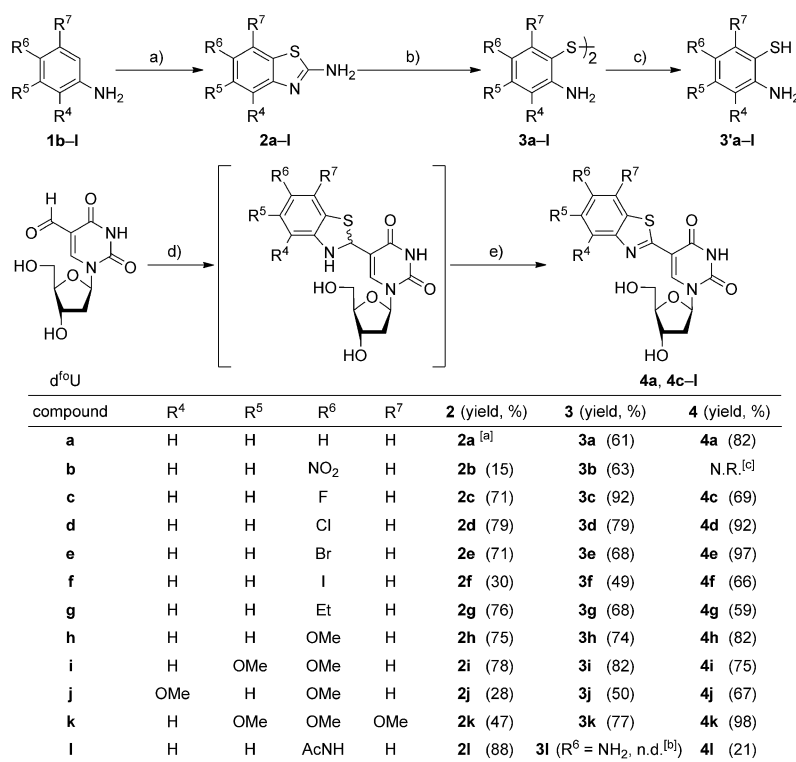 R⁷ R⁷ R⁷ R⁷
R⁶ R⁶ R⁶ R⁶
a) b) c)
S NH₂ S)₂ SH
R⁵ NH₂ R⁵ N R⁵ NH₂ R⁵ NH₂
R⁴ R⁴ R⁴ R⁴
1b–l 2a–l 3a–l 3'a–l
R⁶ R⁷ R⁶ R⁷
H O R⁵ S O R⁵ S O
O NH d) R⁴ N H NH e) R⁴ N NH
HO N O HO N O HO N O
O O O
HO HO HO
dfoU 4a, 4c–l
compound R⁴ R⁵ R⁶ R⁷ 2 (yield, %) 3 (yield, %) 4 (yield, %)
a H H H H 2a [a] 3a (61) 4a (82)
b H H NO₂ H 2b (15) 3b (63) N.R.[c]
c H H F H 2c (71) 3c (92) 4c (69)
d H H Cl H 2d (79) 3d (79) 4d (92)
e H H Br H 2e (71) 3e (68) 4e (97)
f H H I H 2f (30) 3f (49) 4f (66)
g H H Et H 2g (76) 3g (68) 4g (59)
h H H OMe H 2h (75) 3h (74) 4h (82)
i H OMe OMe H 2i (78) 3i (82) 4i (75)
j OMe H OMe H 2j (28) 3j (50) 4j (67)
k H OMe OMe OMe 2k (47) 3k (77) 4k (98)
l H H AcNH H 2l (88) 3l (R⁶ = NH₂, n.d.[b]) 4l (21)